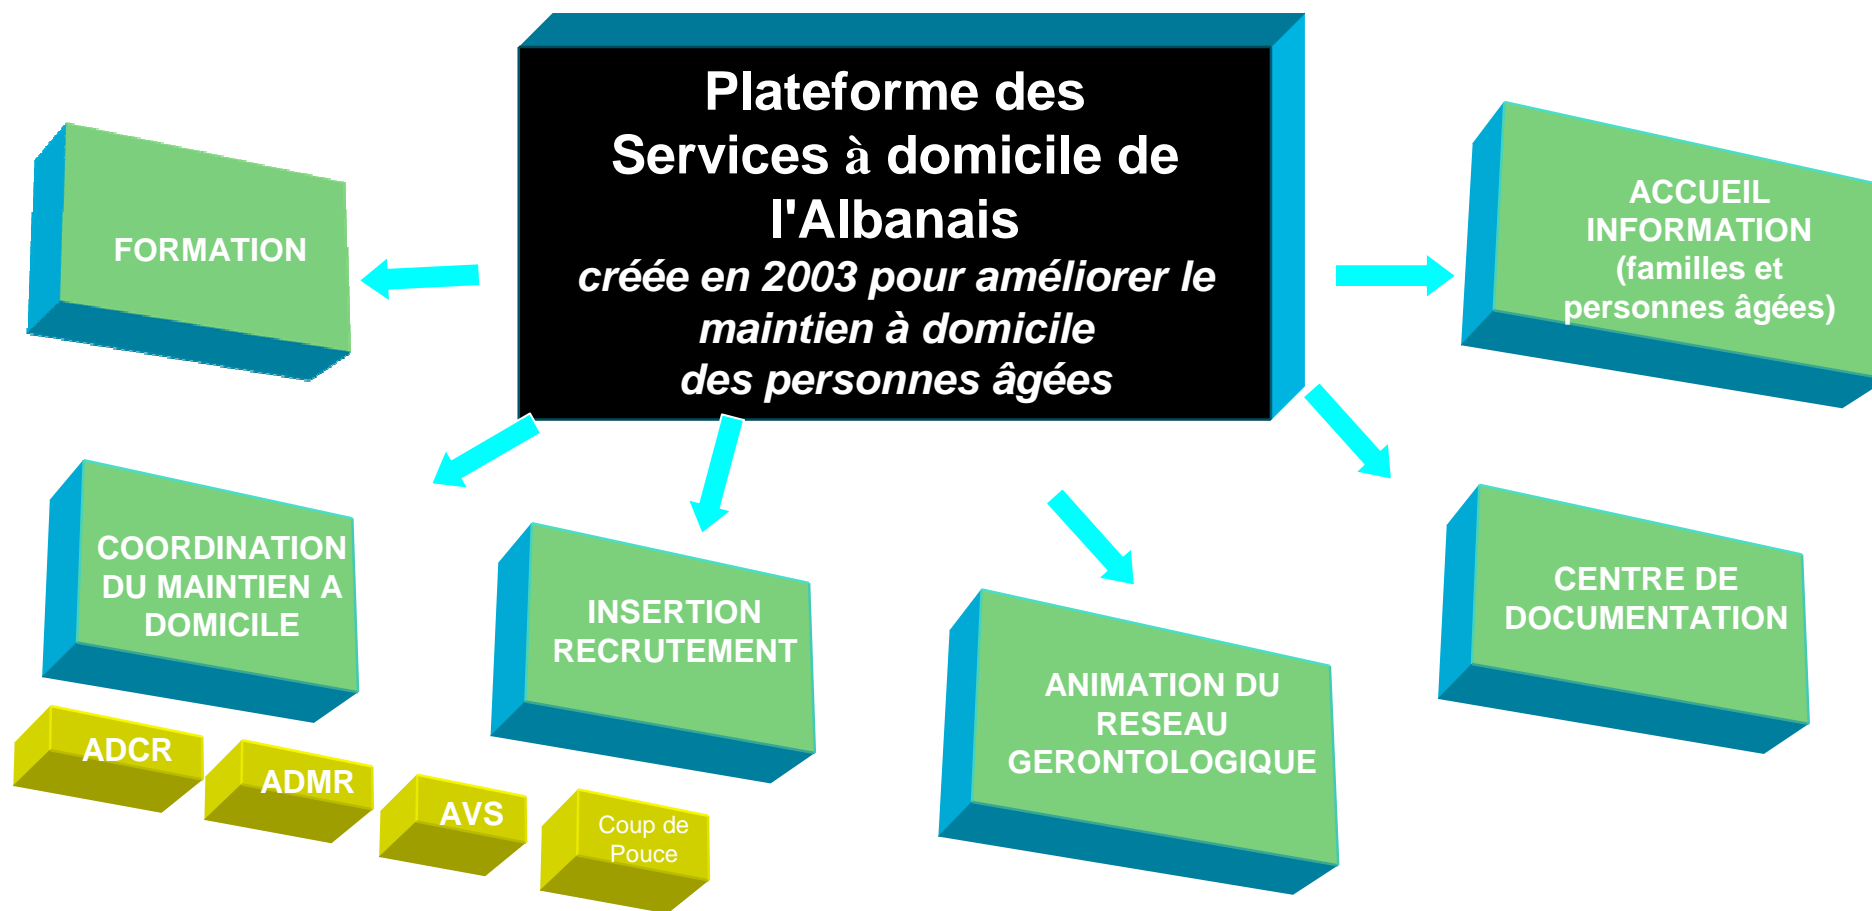 Plateforme des
Services à domicile de
l'Albanais
créée en 2003 pour améliorer le
maintien à domicile
des personnes âgées
FORMATION
ACCUEIL
INFORMATION
(familles et
personnes âgées)
COORDINATION
DU MAINTIEN A
DOMICILE
INSERTION
RECRUTEMENT
ANIMATION DU
RESEAU
GERONTOLOGIQUE
CENTRE DE
DOCUMENTATION
ADCR
ADMR
AVS
Coup de
Pouce